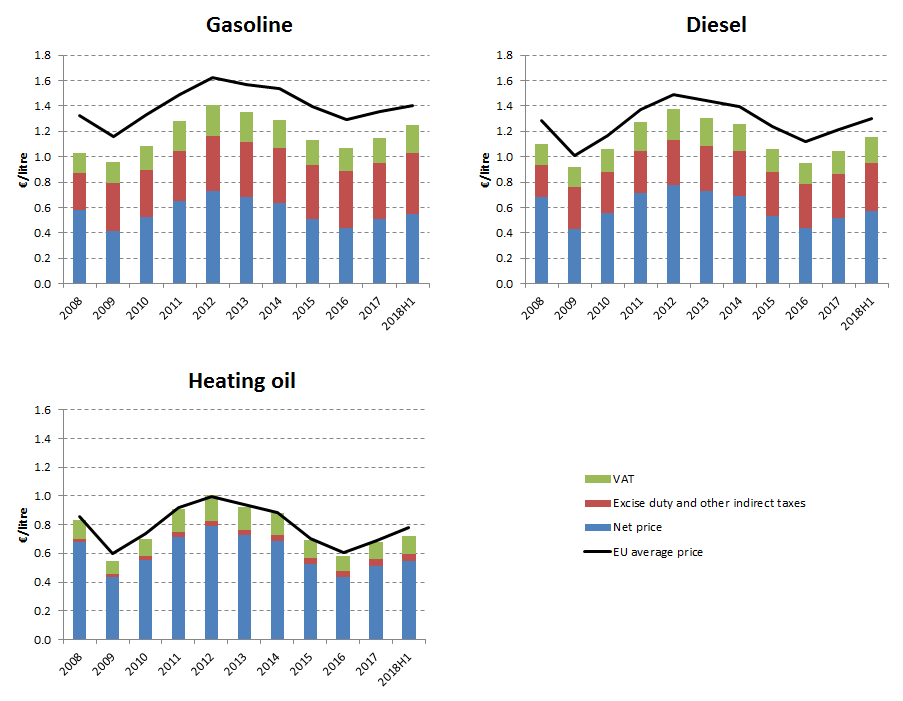 Gasoline
1.8
1.6
1.4
1.2
1.0
0.8
0.6
0.4
0.2
0.0
€/litre
2008 2009 2010 2011 2012 2013 2014 2015 2016 2017 2018H1
Diesel
1.8
1.6
1.4
1.2
1.0
0.8
0.6
0.4
0.2
0.0
€/litre
2008 2009 2010 2011 2012 2013 2014 2015 2016 2017 2018H1
Heating oil
1.6
1.4
1.2
1.0
0.8
0.6
0.4
0.2
0.0
€/litre
2008 2009 2010 2011 2012 2013 2014 2015 2016 2017 2018H1
VAT
Excise duty and other indirect taxes
Net price
EU average price